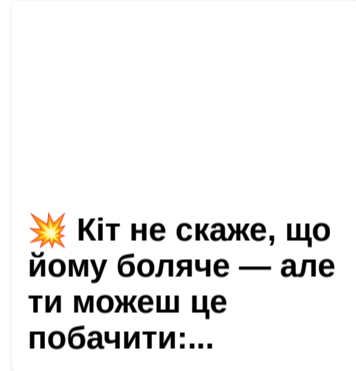 💥 Кіт не скаже, що
йому боляче — але
ти можеш це
побачити:...